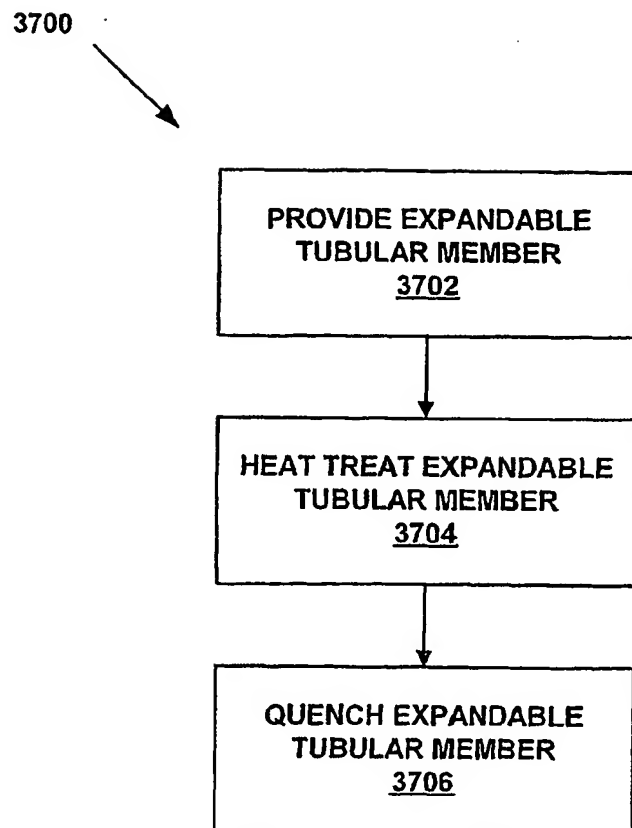 3700
PROVIDE EXPANDABLE
TUBULAR MEMBER
3702
HEAT TREAT EXPANDABLE
TUBULAR MEMBER
3704
QUENCH EXPANDABLE
TUBULAR MEMBER
3706